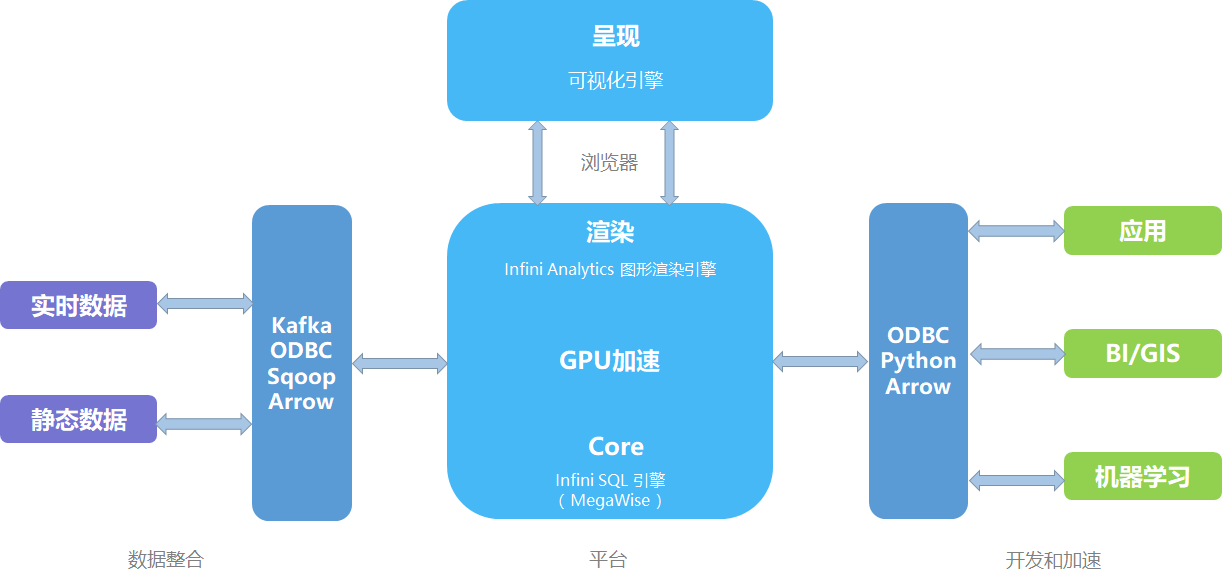 呈现
可视化引擎
浏览器
实时数据
静态数据
Kafka
ODBC
Sqoop
Arrow
渲染
Infini Analytics 图形渲染引擎
GPU加速
Core
Infini SQL 引擎
（MegaWise）
ODBC
Python
Arrow
应用
BI/GIS
机器学习
数据整合
平台
开发和加速